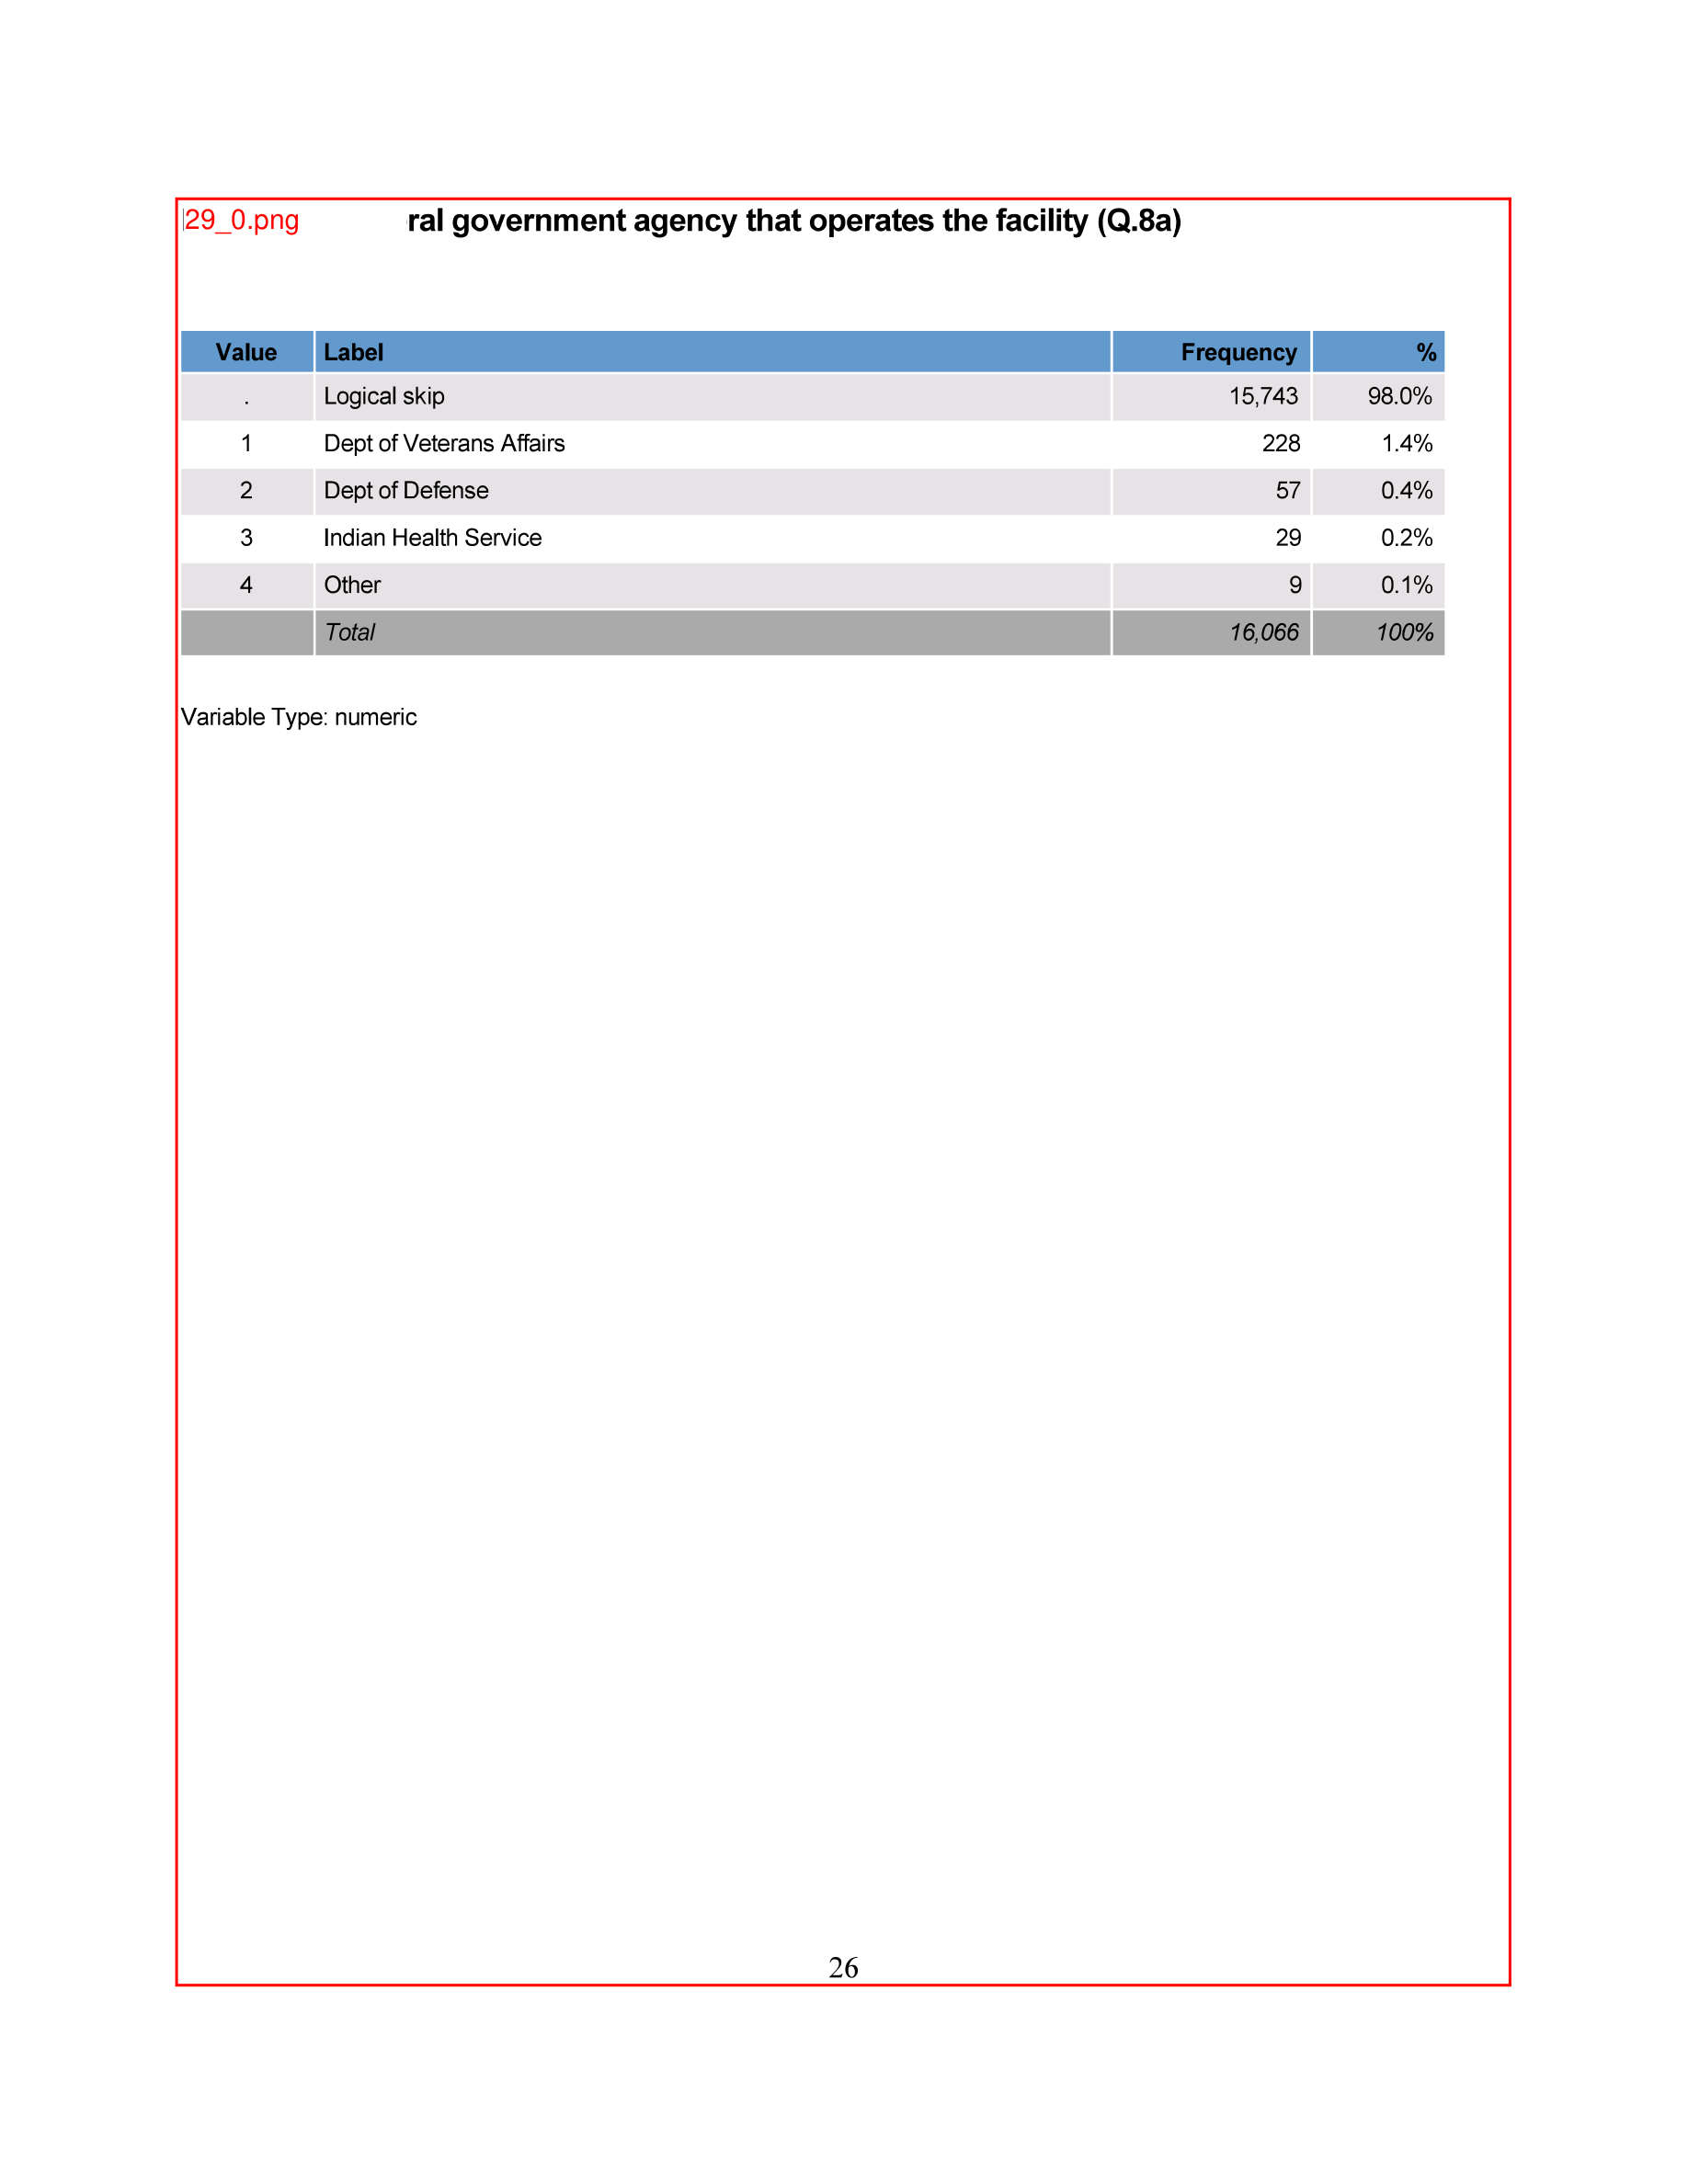 29_0.png ral government agency that operates the facility (Q.8a)
Value Label Frequency %
. Logical skip 15,743 98.0%
1 Dept of Veterans Affairs 228 1.4%
2 Dept of Defense 57 0.4%
3 Indian Health Service 29 0.2%
4 Other 9 0.1%
Total 16,066 100%
Variable Type: numeric
26